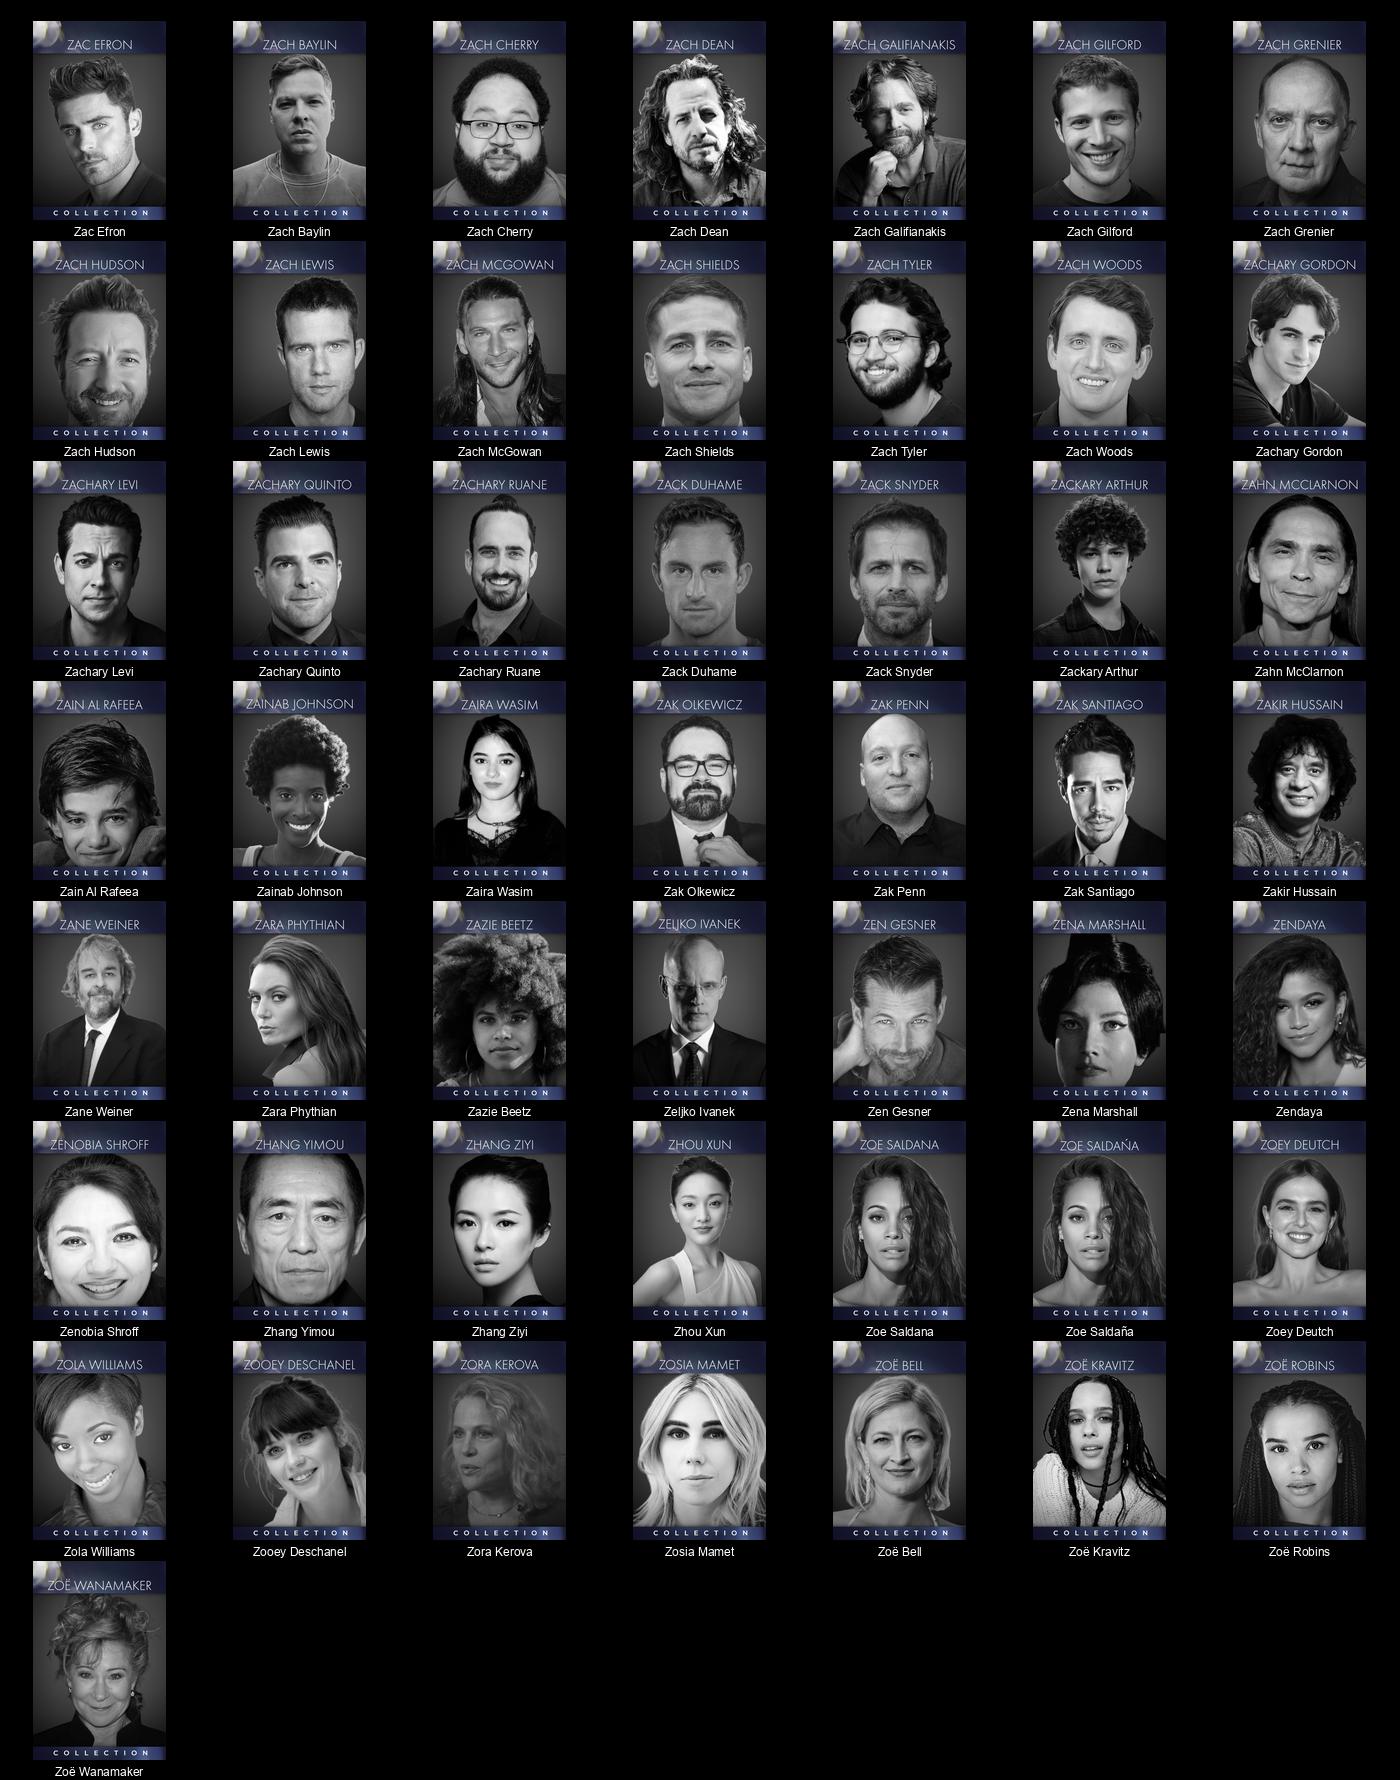 ZAC EFRON ZACH BAYLIN ZACH CHERRY ZACH DEAN ZACH GALIFIANAKIS ZACH GILFORD ZACH GRENIER
COLLECTION COLLECTION COLLECTION COLLECTION COLLECTION COLLECTION COLLECTION
Zac Efron Zach Baylin Zach Cherry Zach Dean Zach Galifianakis Zach Gilford Zach Grenier
ZACH HUDSON ZACH LEWIS ZACH MCGOWAN ZACH SHIELDS ZACH TYLER ZACH WOODS ZACHARY GORDON
COLLECTION COLLECTION COLLECTION COLLECTION COLLECTION COLLECTION COLLECTION
Zach Hudson Zach Lewis Zach McGowan Zach Shields Zach Tyler Zach Woods Zachary Gordon
ZACHARY LEVI ZACHARY QUINTO ZACHARY RUANE ZACK DUHAME ZACK SNYDER ZACKARY ARTHUR ZAHN MCCLARNON
COLLECTION COLLECTION COLLECTION COLLECTION COLLECTION COLLECTION COLLECTION
Zachary Levi Zachary Quinto Zachary Ruane Zack Duhame Zack Snyder Zackary Arthur Zahn McClarnon
ZAIN AL RAFEEA ZAINAB JOHNSON ZAIRA WASIM ZAK OLKEWICZ ZAK PENN ZAK SANTIAGO ZAKIR HUSSAIN
COLLECTION COLLECTION COLLECTION COLLECTION COLLECTION COLLECTION COLLECTION
Zain Al Rafeea Zainab Johnson Zaira Wasim Zak Olkewicz Zak Penn Zak Santiago Zakir Hussain
ZANE WEINER ZARA PHYTHIAN ZAZIE BEETZ ZELJKO IVANEK ZEN GESNER ZENA MARSHALL ZENDAYA
COLLECTION COLLECTION COLLECTION COLLECTION COLLECTION COLLECTION COLLECTION
Zane Weiner Zara Phythian Zazie Beetz Zeljko Ivanek Zen Gesner Zena Marshall Zendaya
ZENOBIA SHROFF ZHANG YIMOU ZHANG ZIYI ZHOU XUN ZOE SALDANA ZOE SALDAÑA ZOEY DEUTCH
COLLECTION COLLECTION COLLECTION COLLECTION COLLECTION COLLECTION COLLECTION
Zenobia Shroff Zhang Yimou Zhang Ziyi Zhou Xun Zoe Saldana Zoe Saldaña Zoey Deutch
ZOLA WILLIAMS ZOOEY DESCHANEL ZORA KEROVA ZOSIA MAMET ZOË BELL ZOË KRAVITZ ZOË ROBINS
COLLECTION COLLECTION COLLECTION COLLECTION COLLECTION COLLECTION COLLECTION
Zola Williams Zooey Deschanel Zora Kerova Zosia Mamet Zoë Bell Zoë Kravitz Zoë Robins
ZOË WANAMAKER
COLLECTION
Zoë Wanamaker